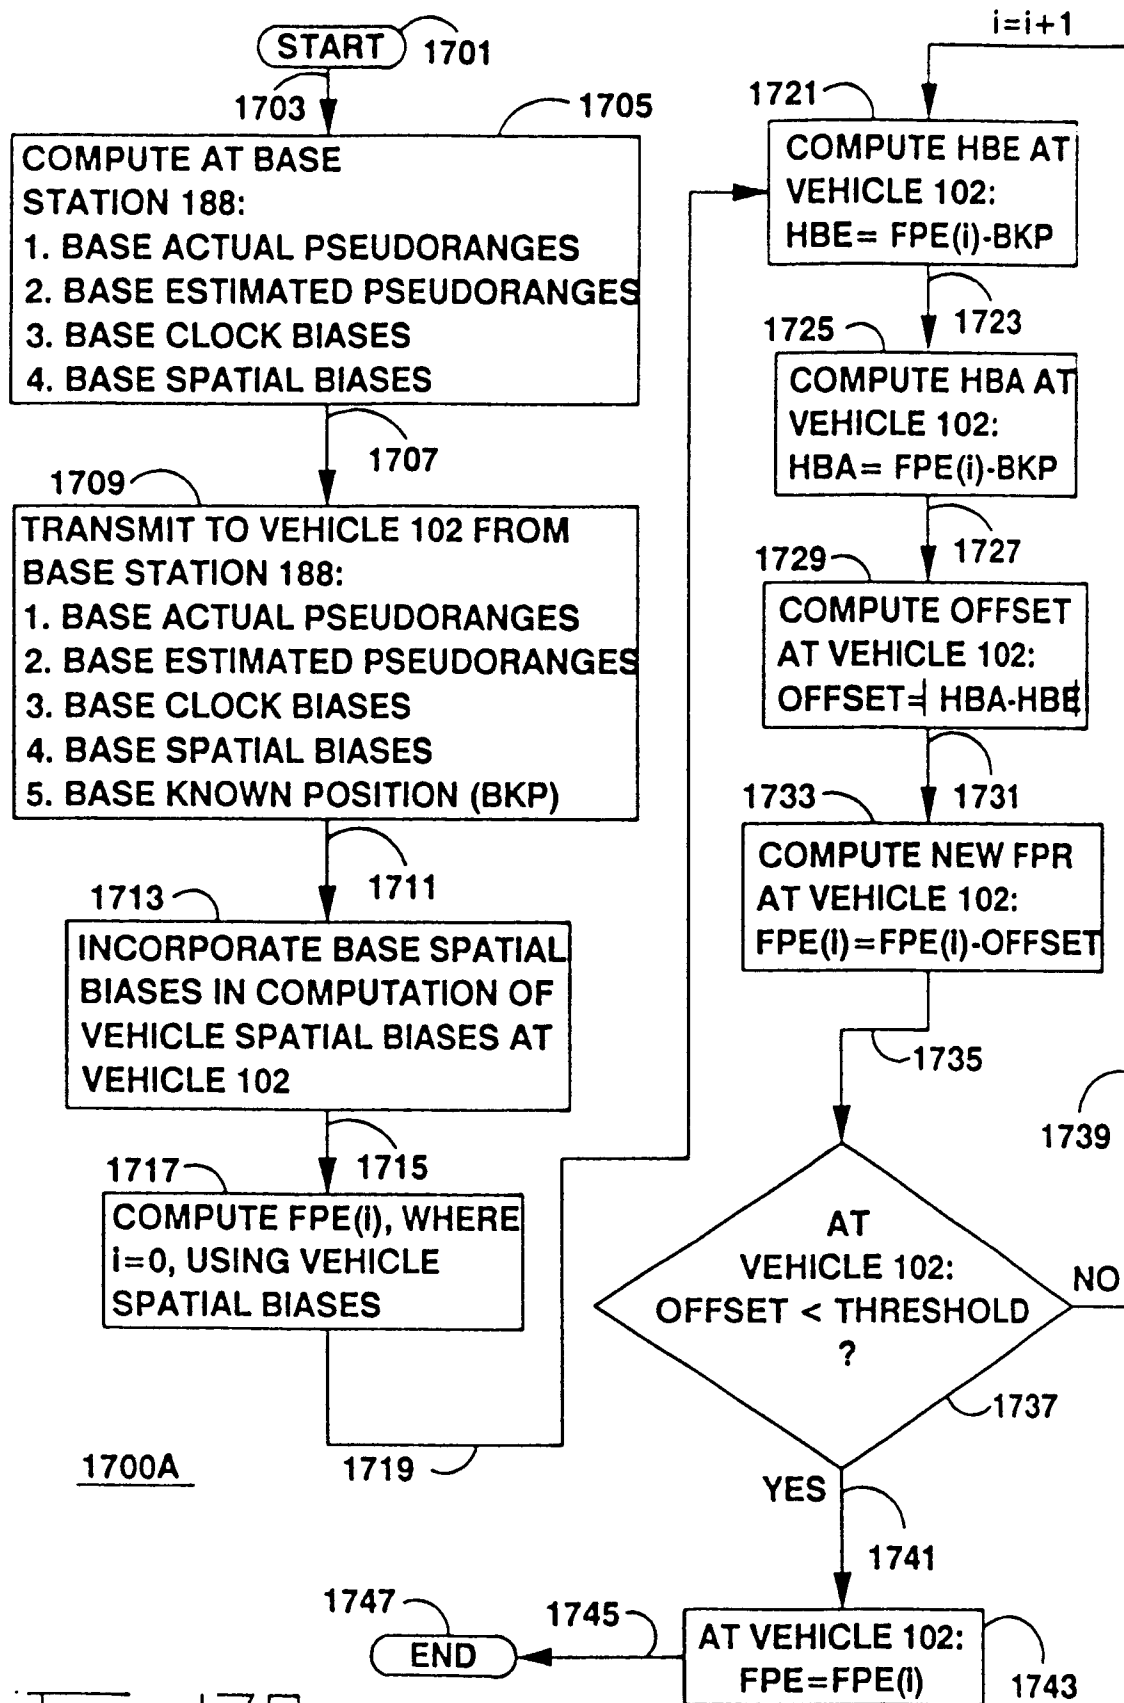 START
1701
1703
1705
COMPUTE AT BASE
STATION 188:
1. BASE ACTUAL PSEUDORANGES
2. BASE ESTIMATED PSEUDORANGES
3. BASE CLOCK BIASES
4. BASE SPATIAL BIASES
1707
1709
TRANSMIT TO VEHICLE 102 FROM
BASE STATION 188:
1. BASE ACTUAL PSEUDORANGES
2. BASE ESTIMATED PSEUDORANGES
3. BASE CLOCK BIASES
4. BASE SPATIAL BIASES
5. BASE KNOWN POSITION (BKP)
1711
1713
INCORPORATE BASE SPATIAL
BIASES IN COMPUTATION OF
VEHICLE SPATIAL BIASES AT
VEHICLE 102
1715
1717
COMPUTE FPE(i), WHERE
i=0, USING VEHICLE
SPATIAL BIASES
1719
1700A
i=i+1
1721
COMPUTE HBE AT
VEHICLE 102:
HBE= FPE(i)-BKP
1723
1725
COMPUTE HBA AT
VEHICLE 102:
HBA= FPE(i)-BKP
1727
1729
COMPUTE OFFSET
AT VEHICLE 102:
OFFSET=| HBA-HBE|
1731
1733
COMPUTE NEW FPR
AT VEHICLE 102:
FPE(i)=FPE(i)-OFFSET
1735
1739
AT
VEHICLE 102:
OFFSET < THRESHOLD
?
NO
1737
YES
1741
1743
AT VEHICLE 102:
FPE=FPE(i)
1745
1747
END